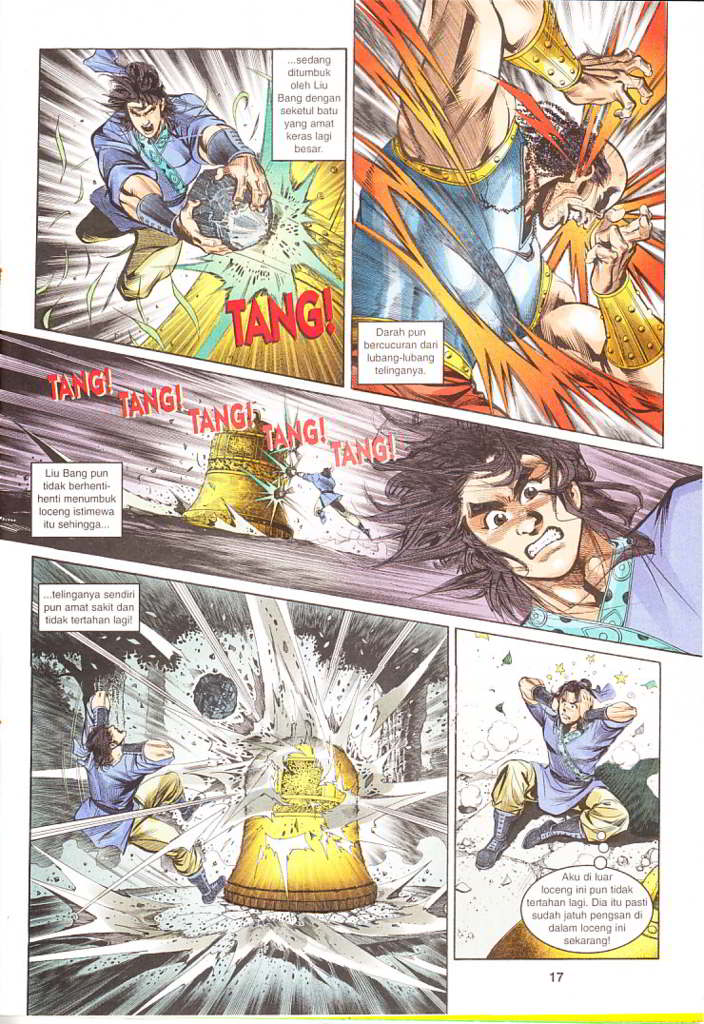 ...sedang
ditumbuk
oleh Liu
Bang dengan
seketul batu
yang amat
keras lagi
besar.
TANG!
Darah pun
bercucuran dari
lubang-lubang
telinganya.
TANG!
TANG!
TANG!
TANG!
TANG!
Liu Bang pun
tidak berhenti-
henti menumbuk
loceng istimewa
itu sehingga...
...telinganya sendiri
pun amat sakit dan
tidak tertahan lagi!
Aku di luar
loceng ini pun tidak
tertahan lagi. Dia itu pasti
sudah jatuh pengsan di
dalam loceng ini
sekarang!
17